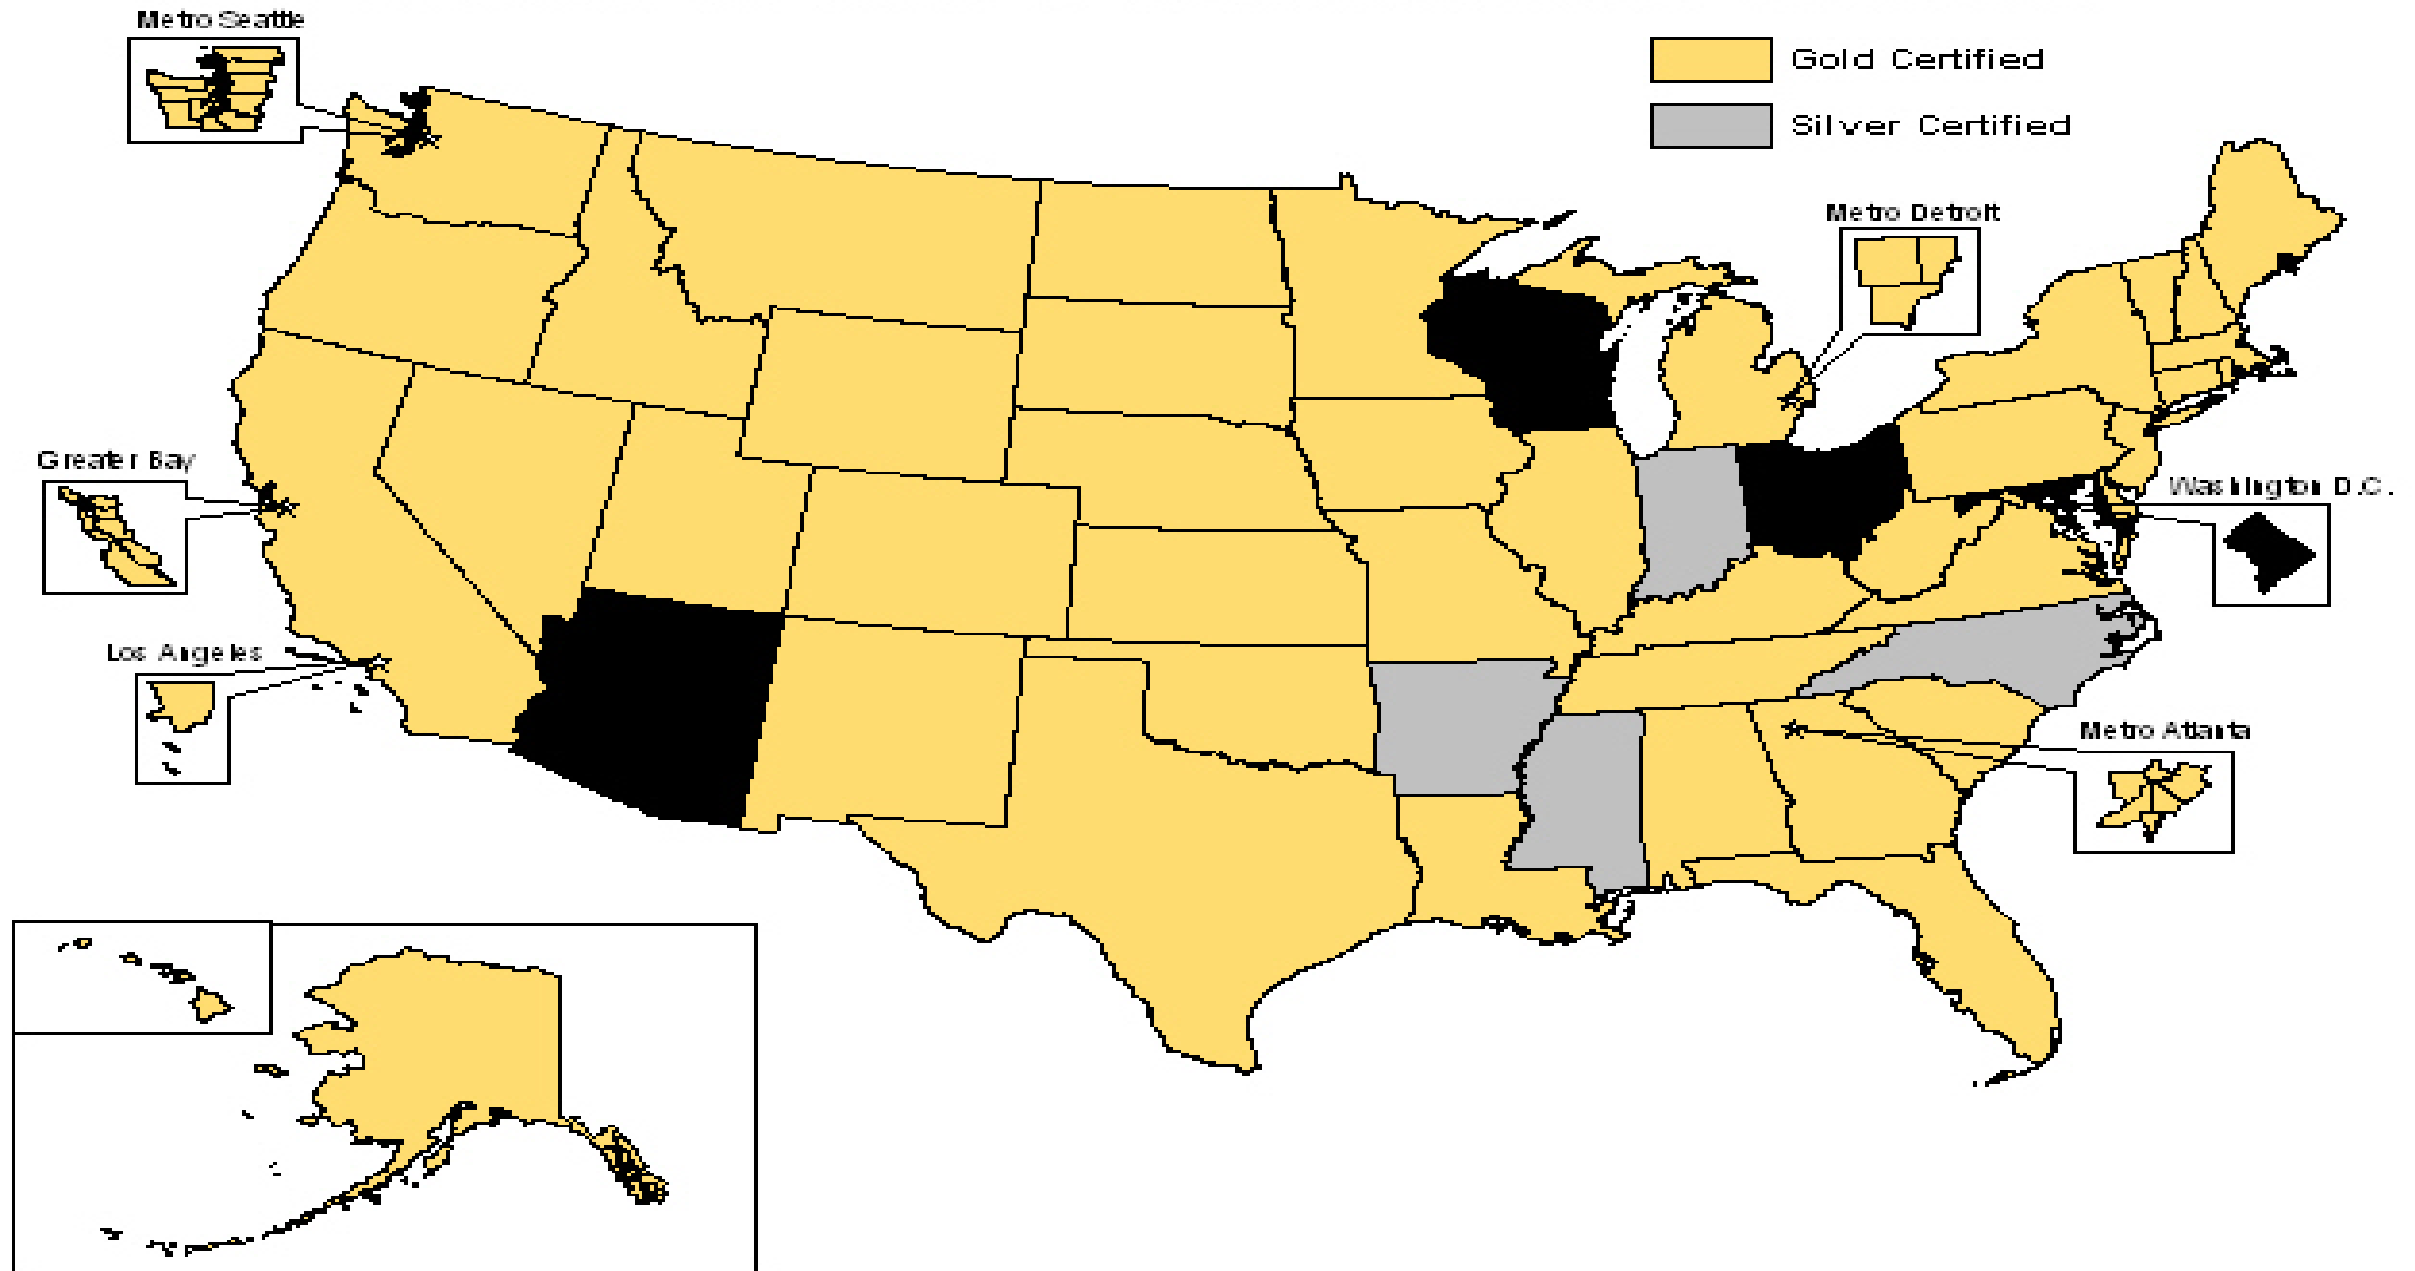 Metro Seattle
Gold Certified
Silver Certified
Metro Detroit
Greater Bay
Washington D.C.
Los Angeles
Metro Atlanta